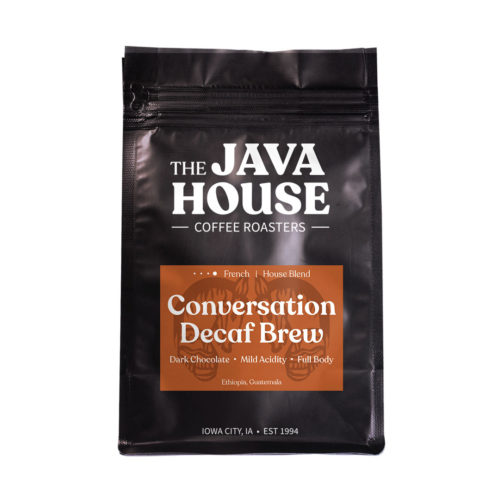 THE JAVA
HOUSE
COFFEE ROASTERS
French | House Blend
Conversation
Decaf Brew
Dark Chocolate • Mild Acidity • Full Body
Ethiopia, Guatemala
IOWA CITY, IA • EST 1994